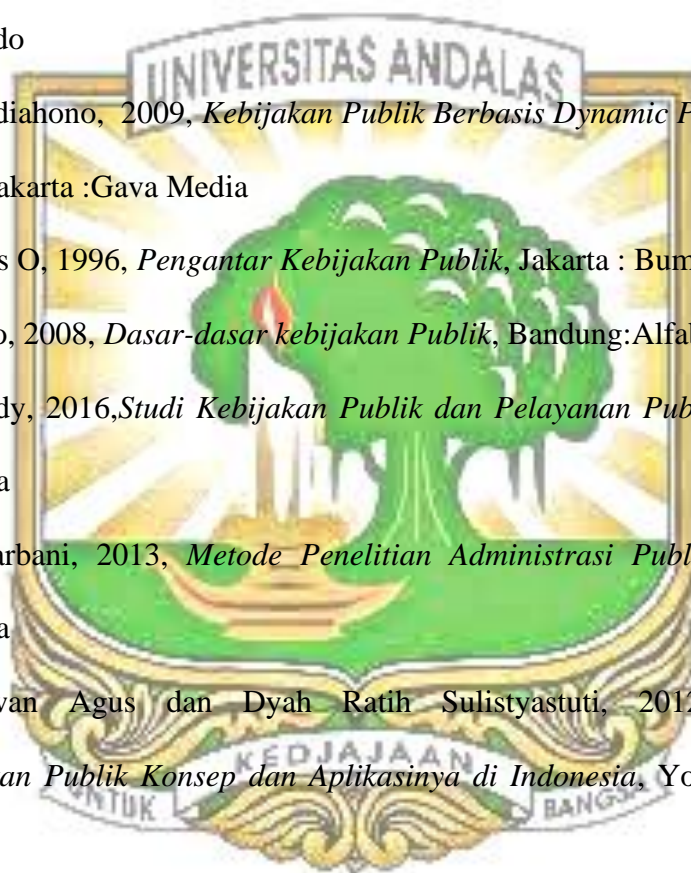 do
UNIVERSITAS ANDALAS
diahono, 2009, Kebijakan Publik Berbasis Dynamic P
akarta :Gava Media
s O, 1996, Pengantar Kebijakan Publik, Jakarta : Bum
o, 2008, Dasar-dasar kebijakan Publik, Bandung:Alfab
dy, 2016,Studi Kebijakan Publik dan Pelayanan Pub
a
arbani, 2013, Metode Penelitian Administrasi Publ
a
wan Agus dan Dyah Ratih Sulistyastuti, 2012
an Publik Konsep dan Aplikasinya di Indonesia, Yo
UNTUK KEDJAJAAN BANGSA